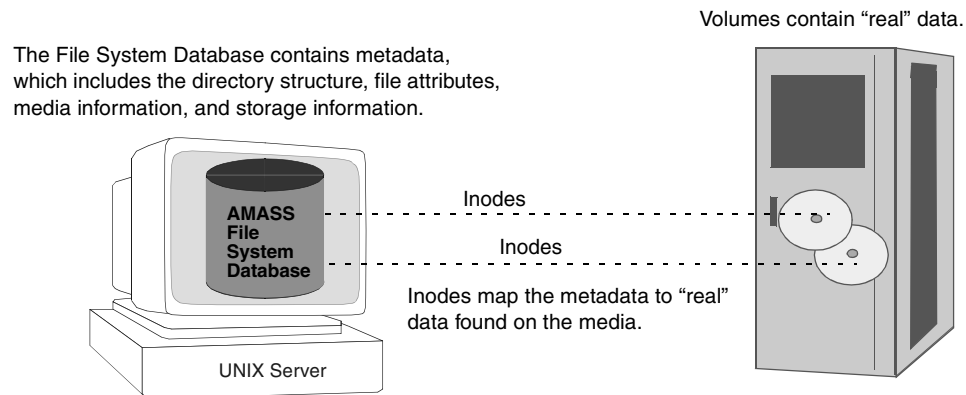 Volumes contain “real” data.
The File System Database contains metadata,
which includes the directory structure, file attributes,
media information, and storage information.
Inodes
AMASS
File
System
Database
Inodes
Inodes map the metadata to “real”
data found on the media.
UNIX Server